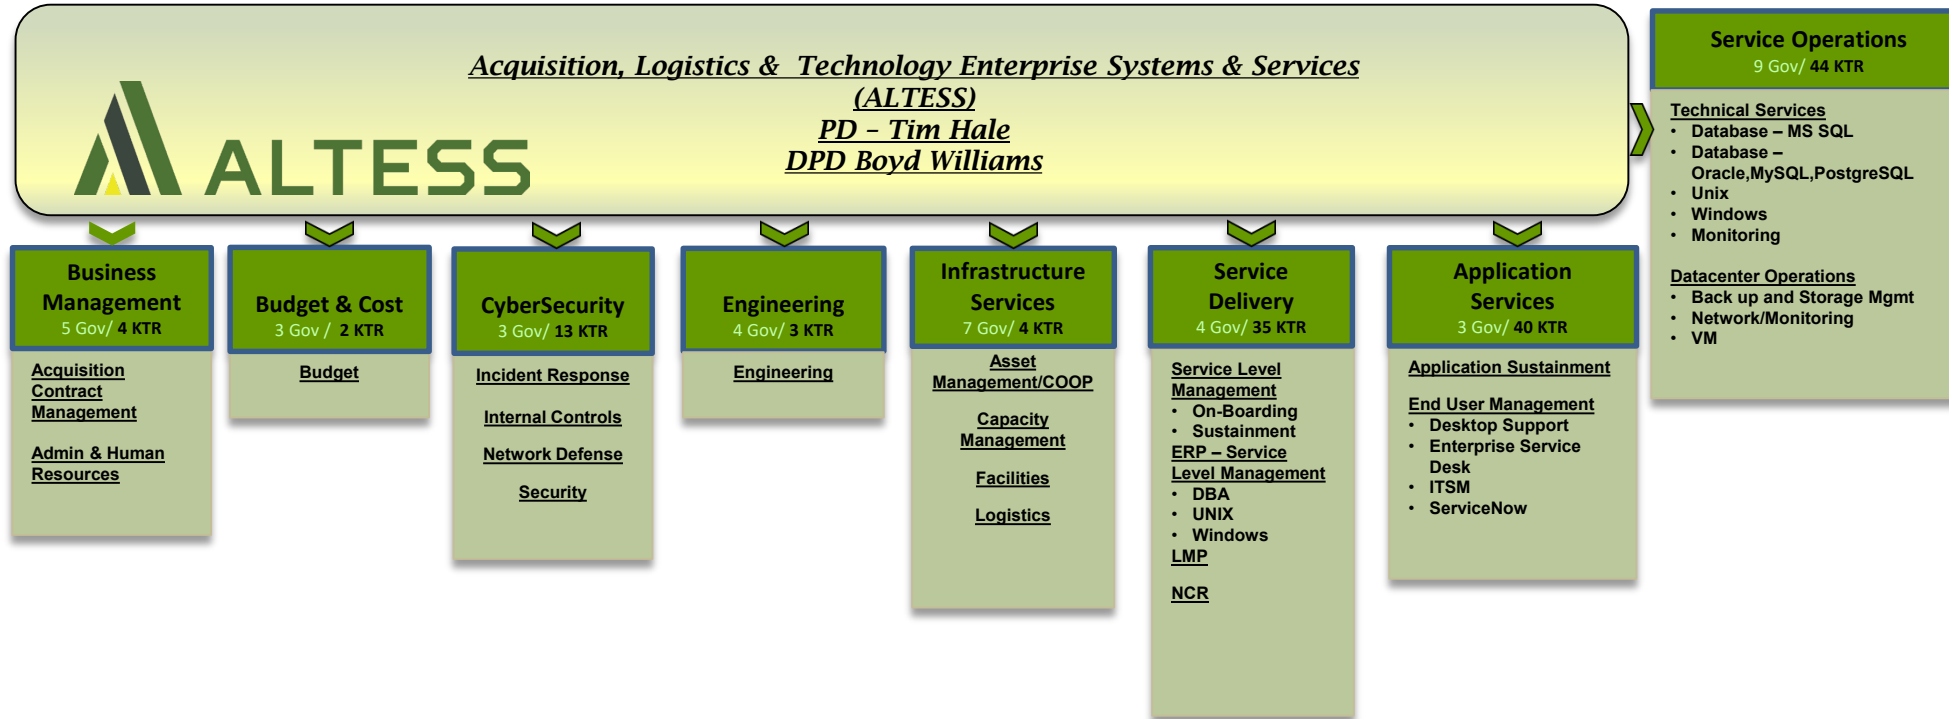 Acquisition, Logistics & Technology Enterprise Systems & Services
(ALTESS)
PD – Tim Hale
DPD Boyd Williams
ALTESS
Business
Management
5 Gov/ 4 KTR
Acquisition
Contract
Management
Admin & Human
Resources
Budget & Cost
3 Gov / 2 KTR
Budget
CyberSecurity
3 Gov/ 13 KTR
Incident Response
Internal Controls
Network Defense
Security
Engineering
4 Gov/ 3 KTR
Engineering
Infrastructure
Services
7 Gov/ 4 KTR
Asset
Management/COOP
Capacity
Management
Facilities
Logistics
Service
Delivery
4 Gov/ 35 KTR
Service Level
Management
• On-Boarding
• Sustainment
ERP – Service
Level Management
• DBA
• UNIX
• Windows
LMP
NCR
Application
Services
3 Gov/ 40 KTR
Application Sustainment
End User Management
• Desktop Support
• Enterprise Service
Desk
• ITSM
• ServiceNow
Service Operations
9 Gov/ 44 KTR
Technical Services
• Database – MS SQL
• Database –
Oracle,MySQL,PostgreSQL
• Unix
• Windows
• Monitoring
Datacenter Operations
• Back up and Storage Mgmt
• Network/Monitoring
• VM